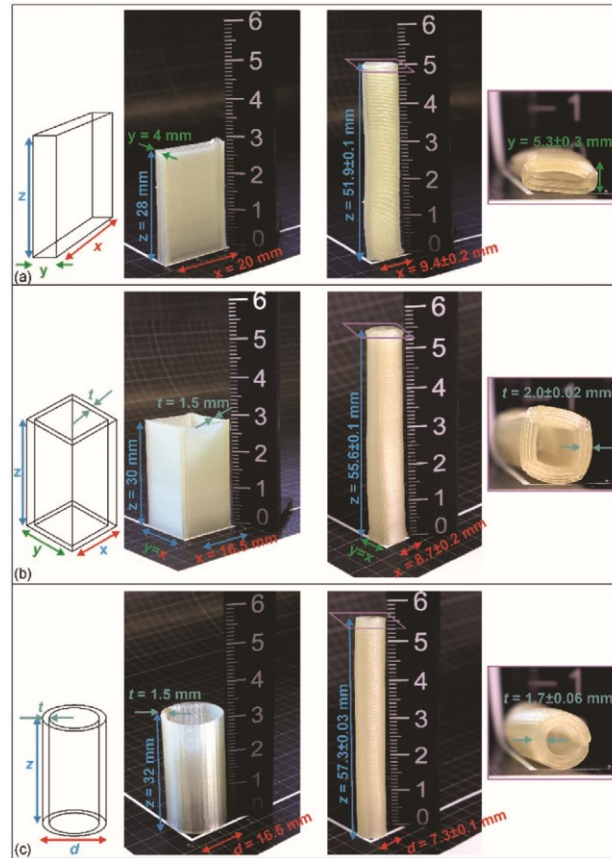 6
5
4
3
2
1
0
z
y
x
y = 4 mm
z = 28 mm
x = 20 mm
6
5
4
3
2
1
0
z = 51.9±0.1 mm
x = 9.4±0.2 mm
1
y = 5.3±0.3 mm
(a)
t
z
y
x
t = 1.5 mm
z = 30 mm
y=x
x = 16.5 mm
6
5
4
3
2
1
0
z = 55.6±0.1 mm
y=x
x = 8.7±0.2 mm
6
5
4
3
2
1
0
t = 2.0±0.02 mm
(b)
t
z
d
t = 1.5 mm
z = 32 mm
d = 16.5 mm
6
5
4
3
2
1
0
z = 57.3±0.03 mm
d = 7.3±0.1 mm
6
5
4
3
2
1
0
t = 1.7±0.06 mm
(c)